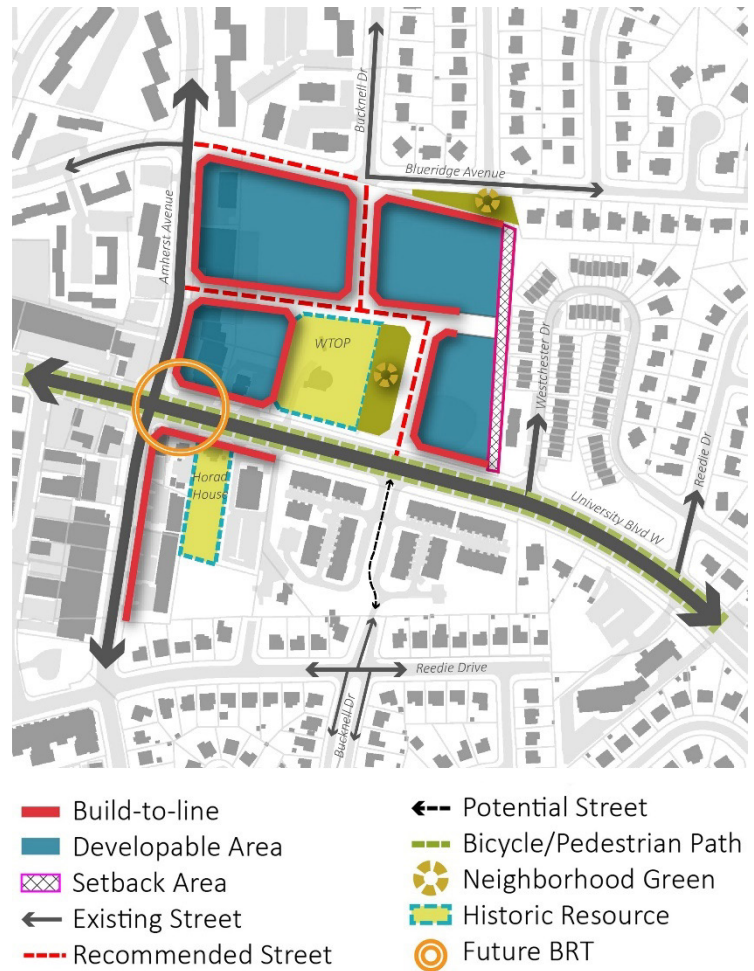 Bucknell Dr
Blueridge Avenue
Amherst Avenue
WTOP
Westchester Dr
Reedie Dr
Horad
House
University Blvd W
Reedie Drive
Bucknell Dr
Build-to-line
Developable Area
Setback Area
Existing Street
Recommended Street
Potential Street
Bicycle/Pedestrian Path
Neighborhood Green
Historic Resource
Future BRT